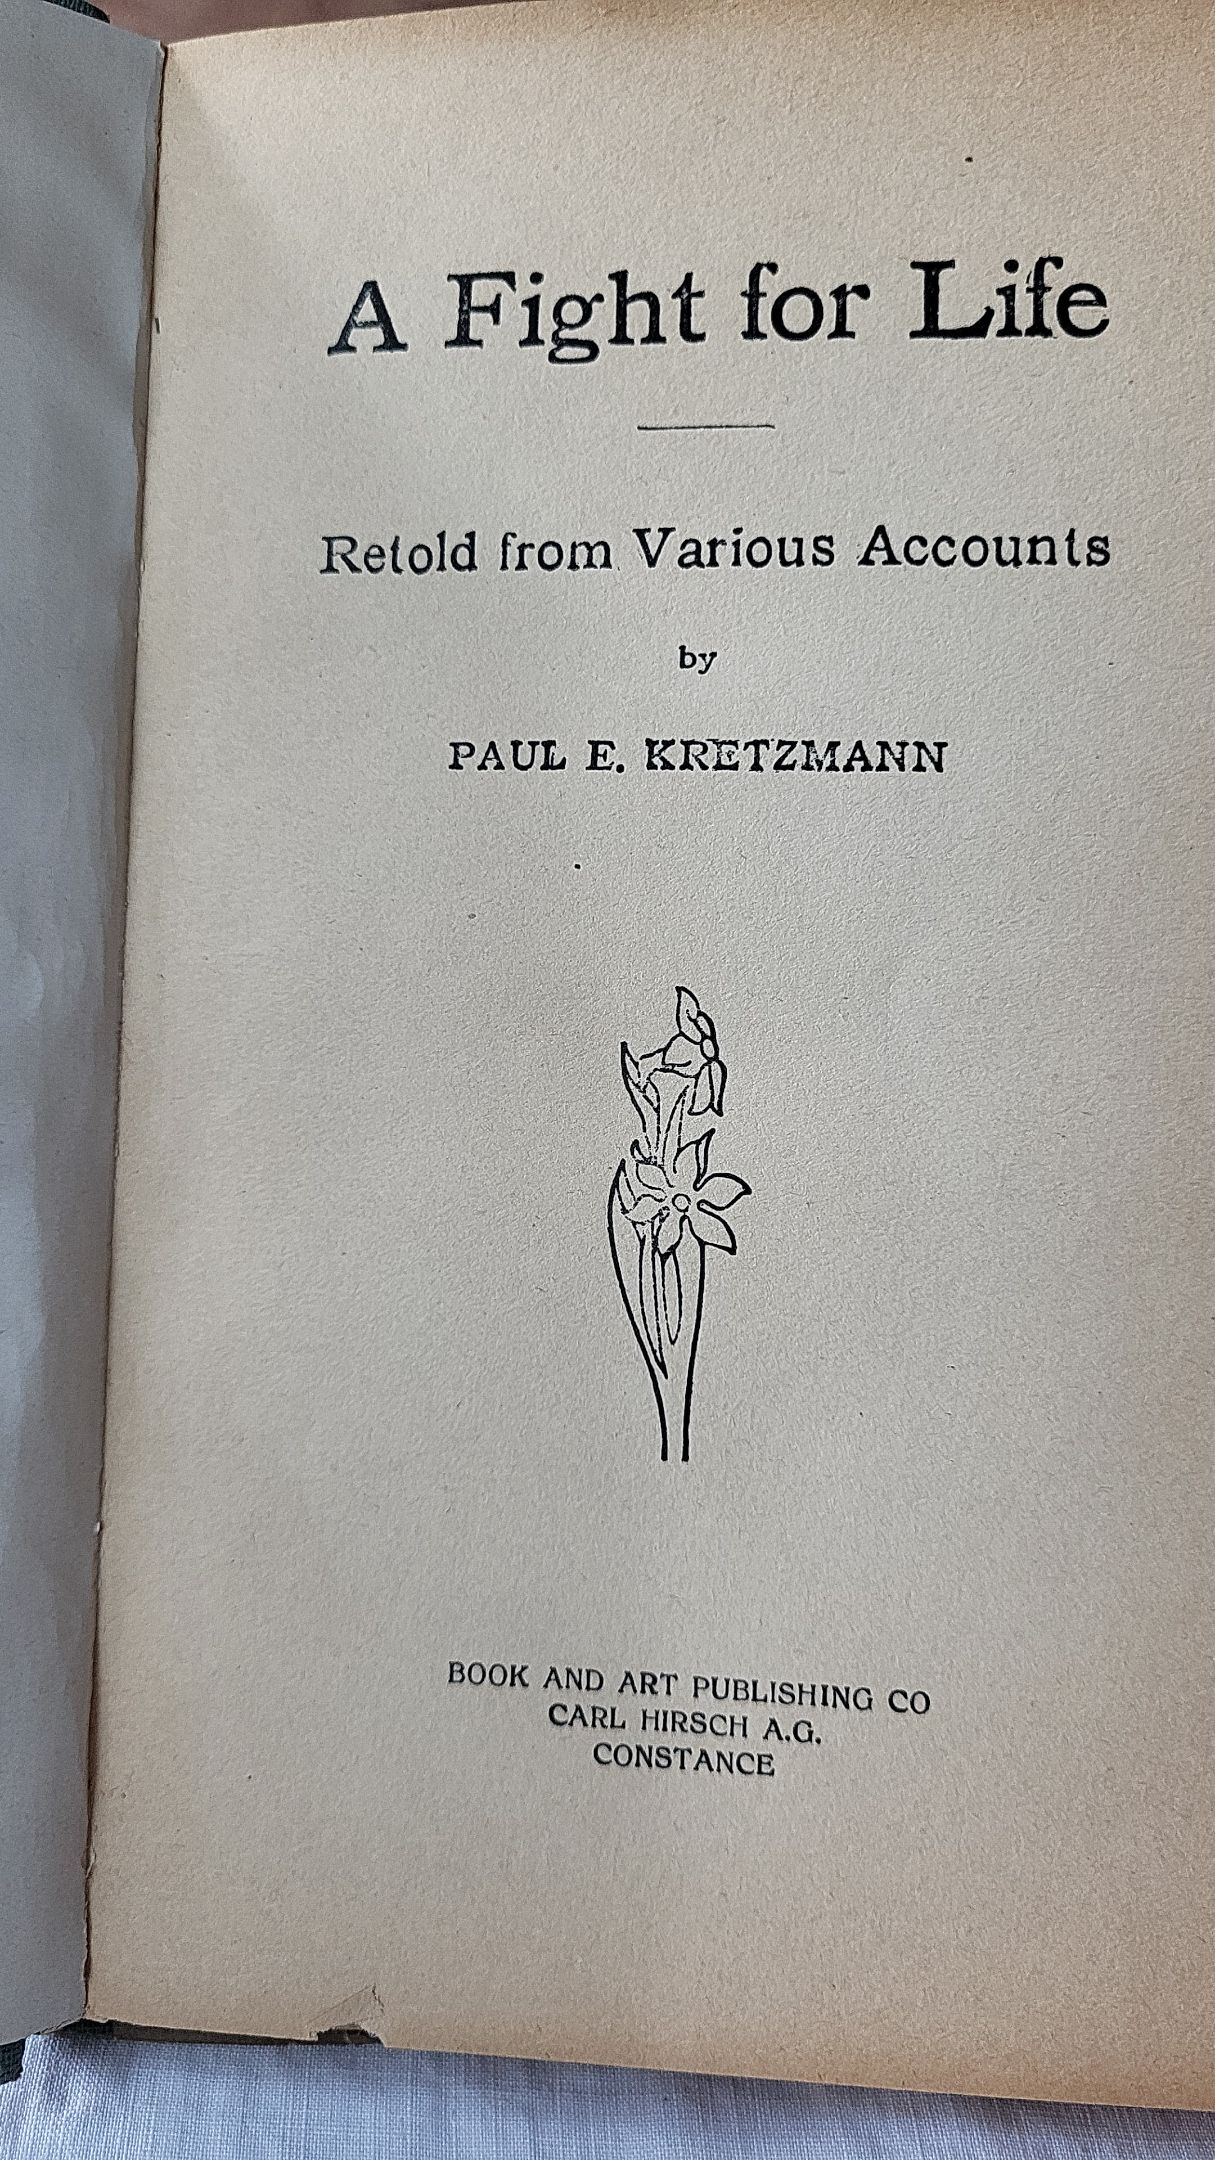 A Fight for Life
Retold from Various Accounts
by
PAUL E. KRETZMANN
BOOK AND ART PUBLISHING CO
CARL HIRSCH A.G.
CONSTANCE